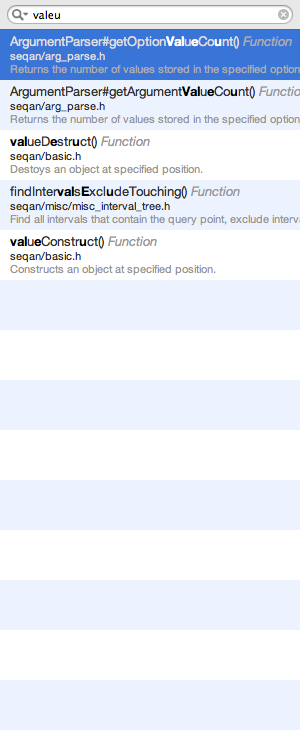 valeu
ArgumentParser#getOptionValueCount() Function
seqan/arg_parse.h
Returns the number of values stored in the specified option
ArgumentParser#getArgumentValueCount() Functio
seqan/arg_parse.h
Returns the number of values stored in the specified option
valueDestruct() Function
seqan/basic.h
Destoys an object at specified position.
findIntervalsExcludeTouching() Function
seqan/misc/misc_interval_tree.h
Find all intervals that contain the query point, exclude interv
valueConstruct() Function
seqan/basic.h
Constructs an object at specified position.